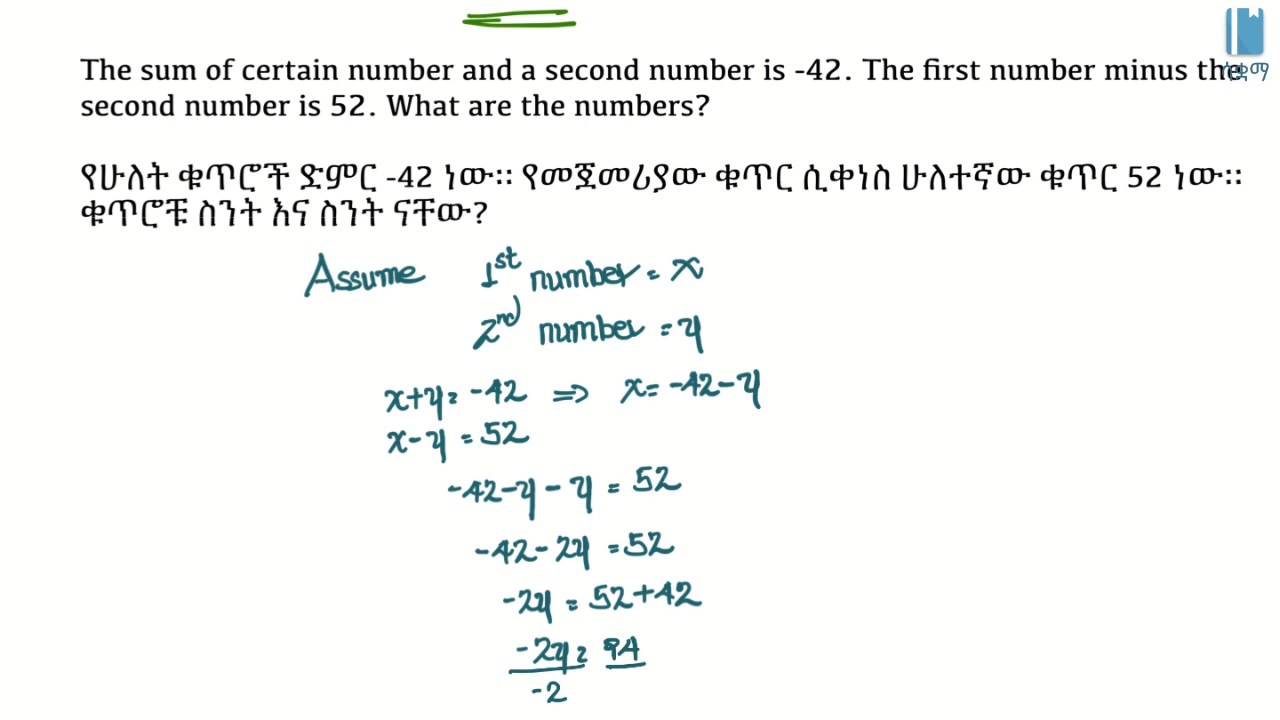 The sum of certain number and a second number is -42. The first number minus the
second number is 52. What are the numbers?
የሁለት ቁጥሮች ድምር -42 ነው። የመጀመሪያው ቁጥር ሲቀነስ ሁለተኛው ቁጥር 52 ነው።
ቁጥሮቹ ስንት እና ስንት ናቸው?
Assume 1st number = x
2nd number = y
x+y = -42 ⇒ x = -42-y
x-y = 52
-42-y-y = 52
-42-2y = 52
-2y = 52+42
-2y = 94
-2